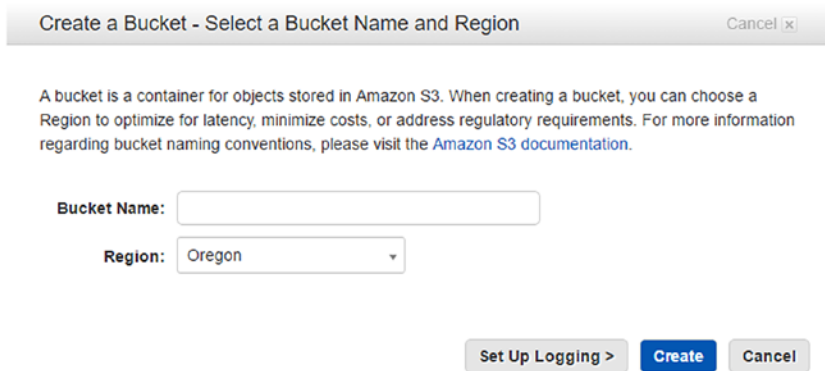 Create a Bucket - Select a Bucket Name and Region Cancel x
A bucket is a container for objects stored in Amazon S3. When creating a bucket, you can choose a
Region to optimize for latency, minimize costs, or address regulatory requirements. For more information
regarding bucket naming conventions, please visit the Amazon S3 documentation.
Bucket Name:
Region: Oregon
Set Up Logging > Create Cancel